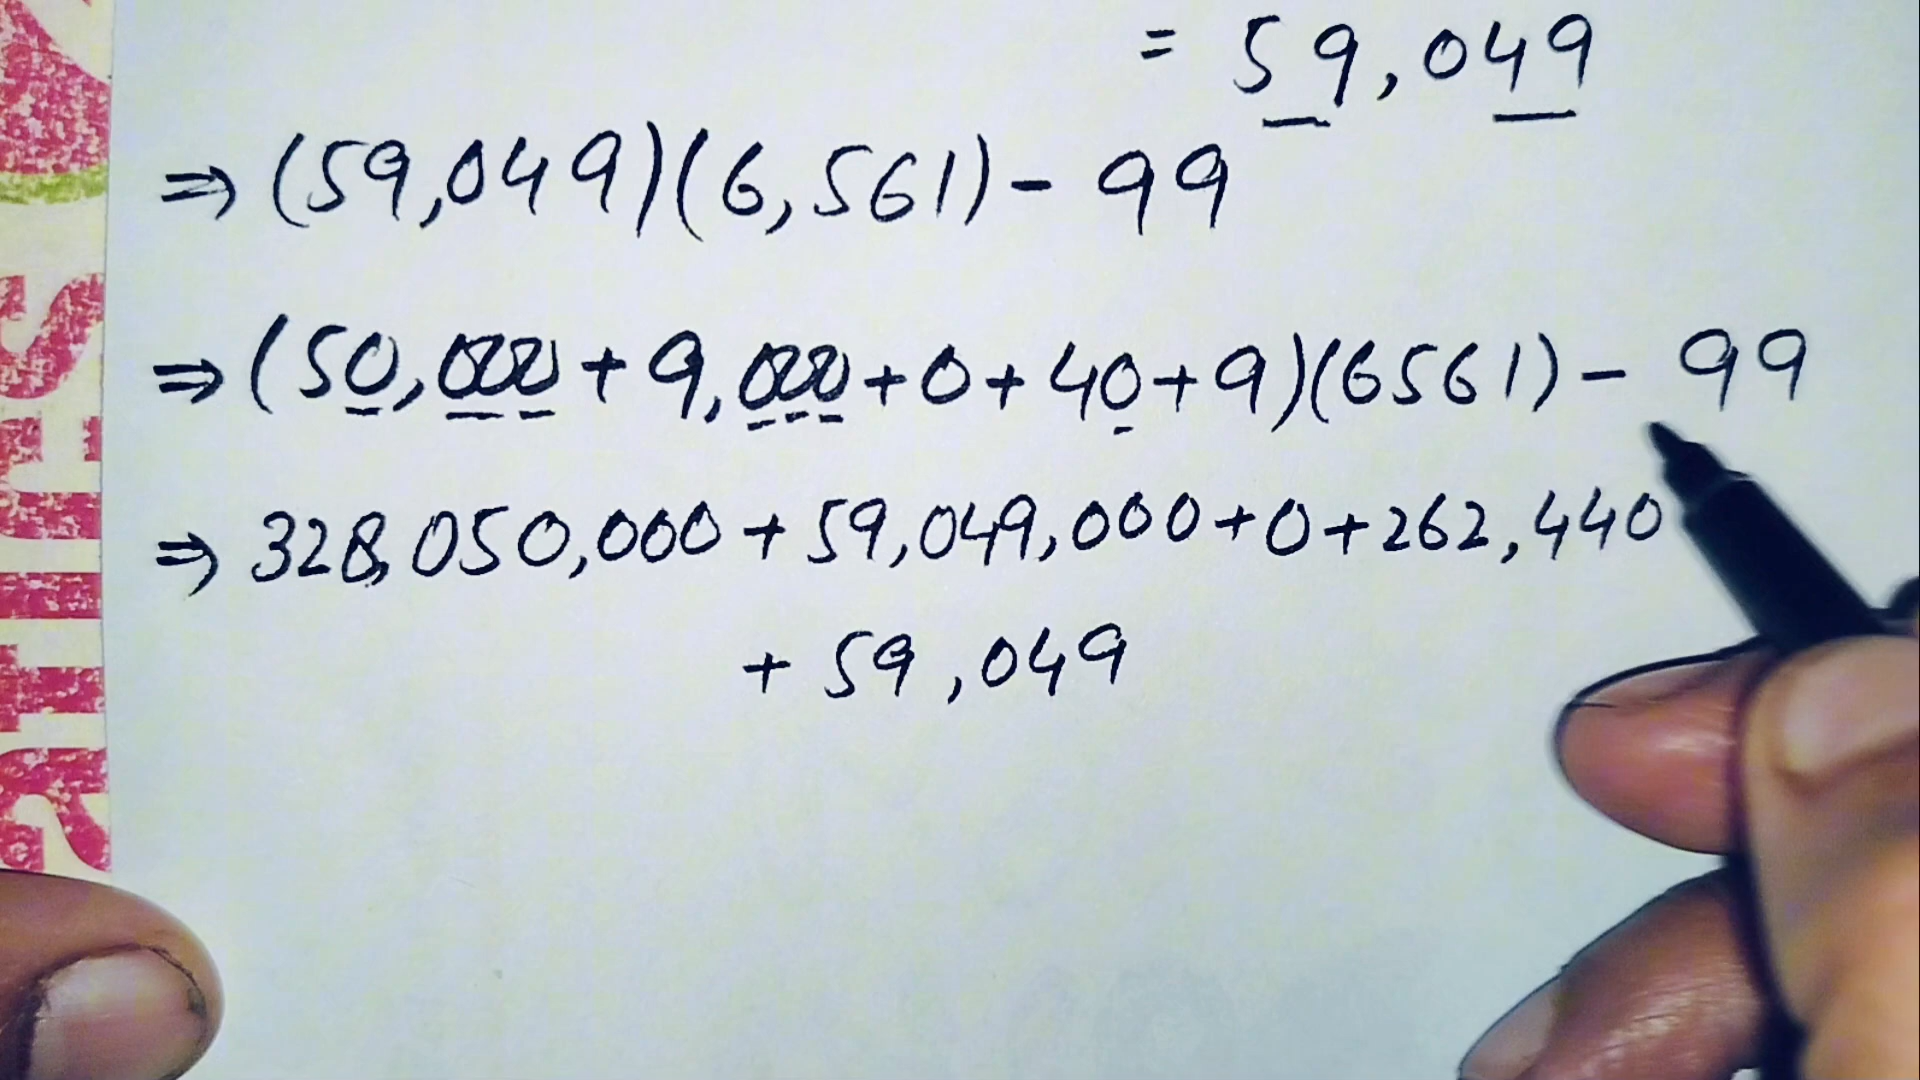 = 59,049
⇒ (59,049)(6,561) - 99
⇒ (50,000 + 9,000 + 0 + 40 + 9)(6561) - 99
⇒ 328,050,000 + 59,049,000 + 0 + 262,440
+ 59,049